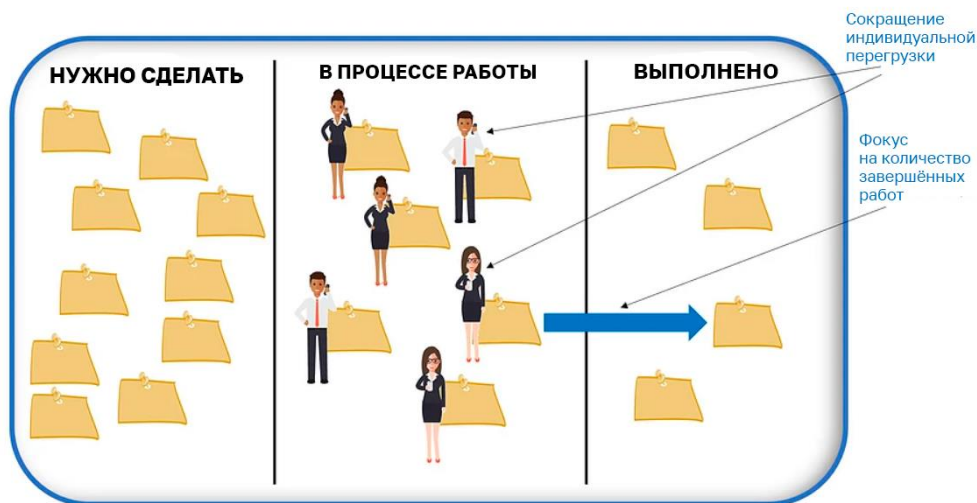 НУЖНО СДЕЛАТЬ
В ПРОЦЕССЕ РАБОТЫ
ВЫПОЛНЕНО
Сокращение
индивидуальной
перегрузки
Фокус
на количество
завершённых
работ